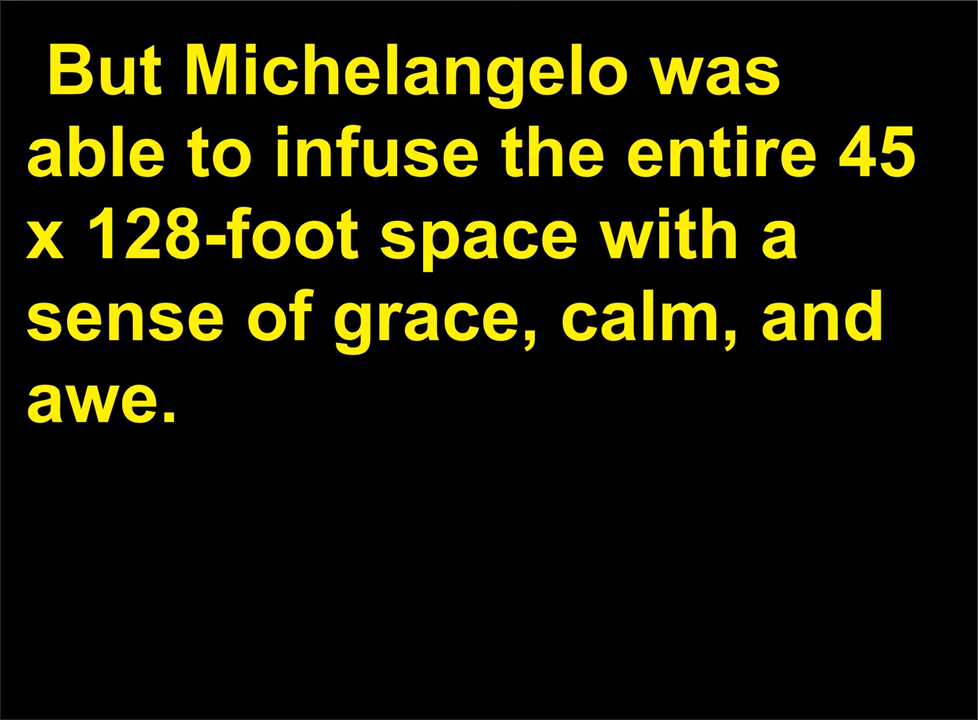 But Michelangelo was
able to infuse the entire 45
x 128-foot space with a
sense of grace, calm, and
awe.